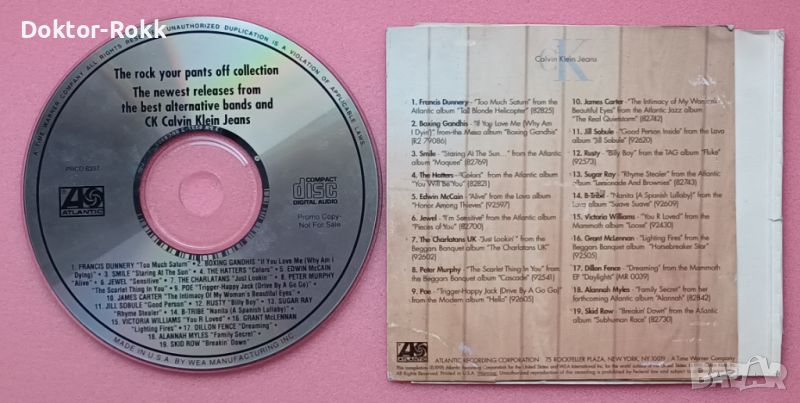 Doktor-Rokk
The rock your pants off collection
The newest releases from
the best alternative bands and
CK Calvin Klein Jeans
ATLANTIC
COMPACT
disc
DIGITAL AUDIO
Promo Copy-
Not For Sale
1. FRANCIS DUNNERY "Too Much Saturn" • 2. BOXING GANDHIS "If You Love Me (Why Am I
Dying)" • 3. SMILE "Staring At The Sun" • 4. THE HATTERS "Colors" • 5. EDWIN McCAIN
"Alive" • 6. JEWEL "Sensitive" • 7. THE CHARLATANS "Just Lookin'" • 8. PETER MURPHY
"The Scarlet Thing In You" • 9. POE "Trigger-Happy Jack (Drive By A Go Go)"
10. JAMES CARTER "The Intimacy of My Woman's Beautiful Eyes" • 11.
JILL SOBULE "Good Person" • 12. RUSTY "Billy Boy" • 13. SUGAR RAY
"Rhyme Stealer" • 14. B-TRIBE "Nanita (A Spanish Lullaby)" •
15. VICTORIA WILLIAMS "You R Loved" • 16. GRANT McLENNAN
"Lighting Fires" • 17. DILLON FENCE "Dreaming" •
18. ALANNAH MYLES "Family Secret" •
19. SKID ROW "Breakin' Down"
MADE IN U.S.A. BY WEA MANUFACTURING INC.
cK
Calvin Klein Jeans
1. Francis Dunnery - "Too Much Saturn" from the
Atlantic album "Tall Blonde Helicopter" (82825)
2. Boxing Gandhis - "If You Love Me (Why Am
I Dyin')" from the Mesa album "Boxing Gandhis"
(R2 79086)
3. Smile - "Staring At The Sun..." from the Atlantic
album "Maquee" (82769)
4. The Hatters - "Colors" from the Atlantic album
"You Will Be You" (82821)
5. Edwin McCain - "Alive" from the Lava album
"Honor Among Thieves" (92597)
6. Jewel - "I'm Sensitive" from the Atlantic album
"Pieces of You" (82700)
7. The Charlatans UK - "Just Lookin'" from the
Beggars Banquet album "The Charlatans UK"
(92602)
8. Peter Murphy - "The Scarlet Thing In You" from
the Beggars Banquet album "Cascade" (92541)
9. Poe - "Trigger-Happy Jack (Drive By A Go Go)"
from the Modern album "Hello" (92605)
10. James Carter - "The Intimacy of My Woman's
Beautiful Eyes" from the Atlantic Jazz album
"The Real Quietstorm" (82742)
11. Jill Sobule - "Good Person Inside" from the Lava
album "Jill Sobule" (92620)
12. Rusty - "Billy Boy" from the TAG album "Fluke"
(92573)
13. Sugar Ray - "Rhyme Stealer" from the Atlantic
album "Lemonade And Brownies" (82743)
14. B-Tribe - "Nanita (A Spanish Lullaby)" from the
Lava album "Suave Suave" (92609)
15. Victoria Williams - "You R Loved" from the
Mammoth album "Loose" (92430)
16. Grant McLennan - "Lighting Fires" from the
Beggars Banquet album "Horsebreaker Star"
(92505)
17. Dillon Fence - "Dreaming" from the Mammoth
EP "Daylights" (MR 0039)
18. Alannah Myles - "Family Secret" from her
forthcoming Atlantic album "Alannah" (82842)
19. Skid Row - "Breakin' Down" from the Atlantic
album "Subhuman Race" (82730)
ATLANTIC
ATLANTIC RECORDING CORPORATION 75 ROCKEFELLER PLAZA, NEW YORK, NY 10019 A Time Warner Company